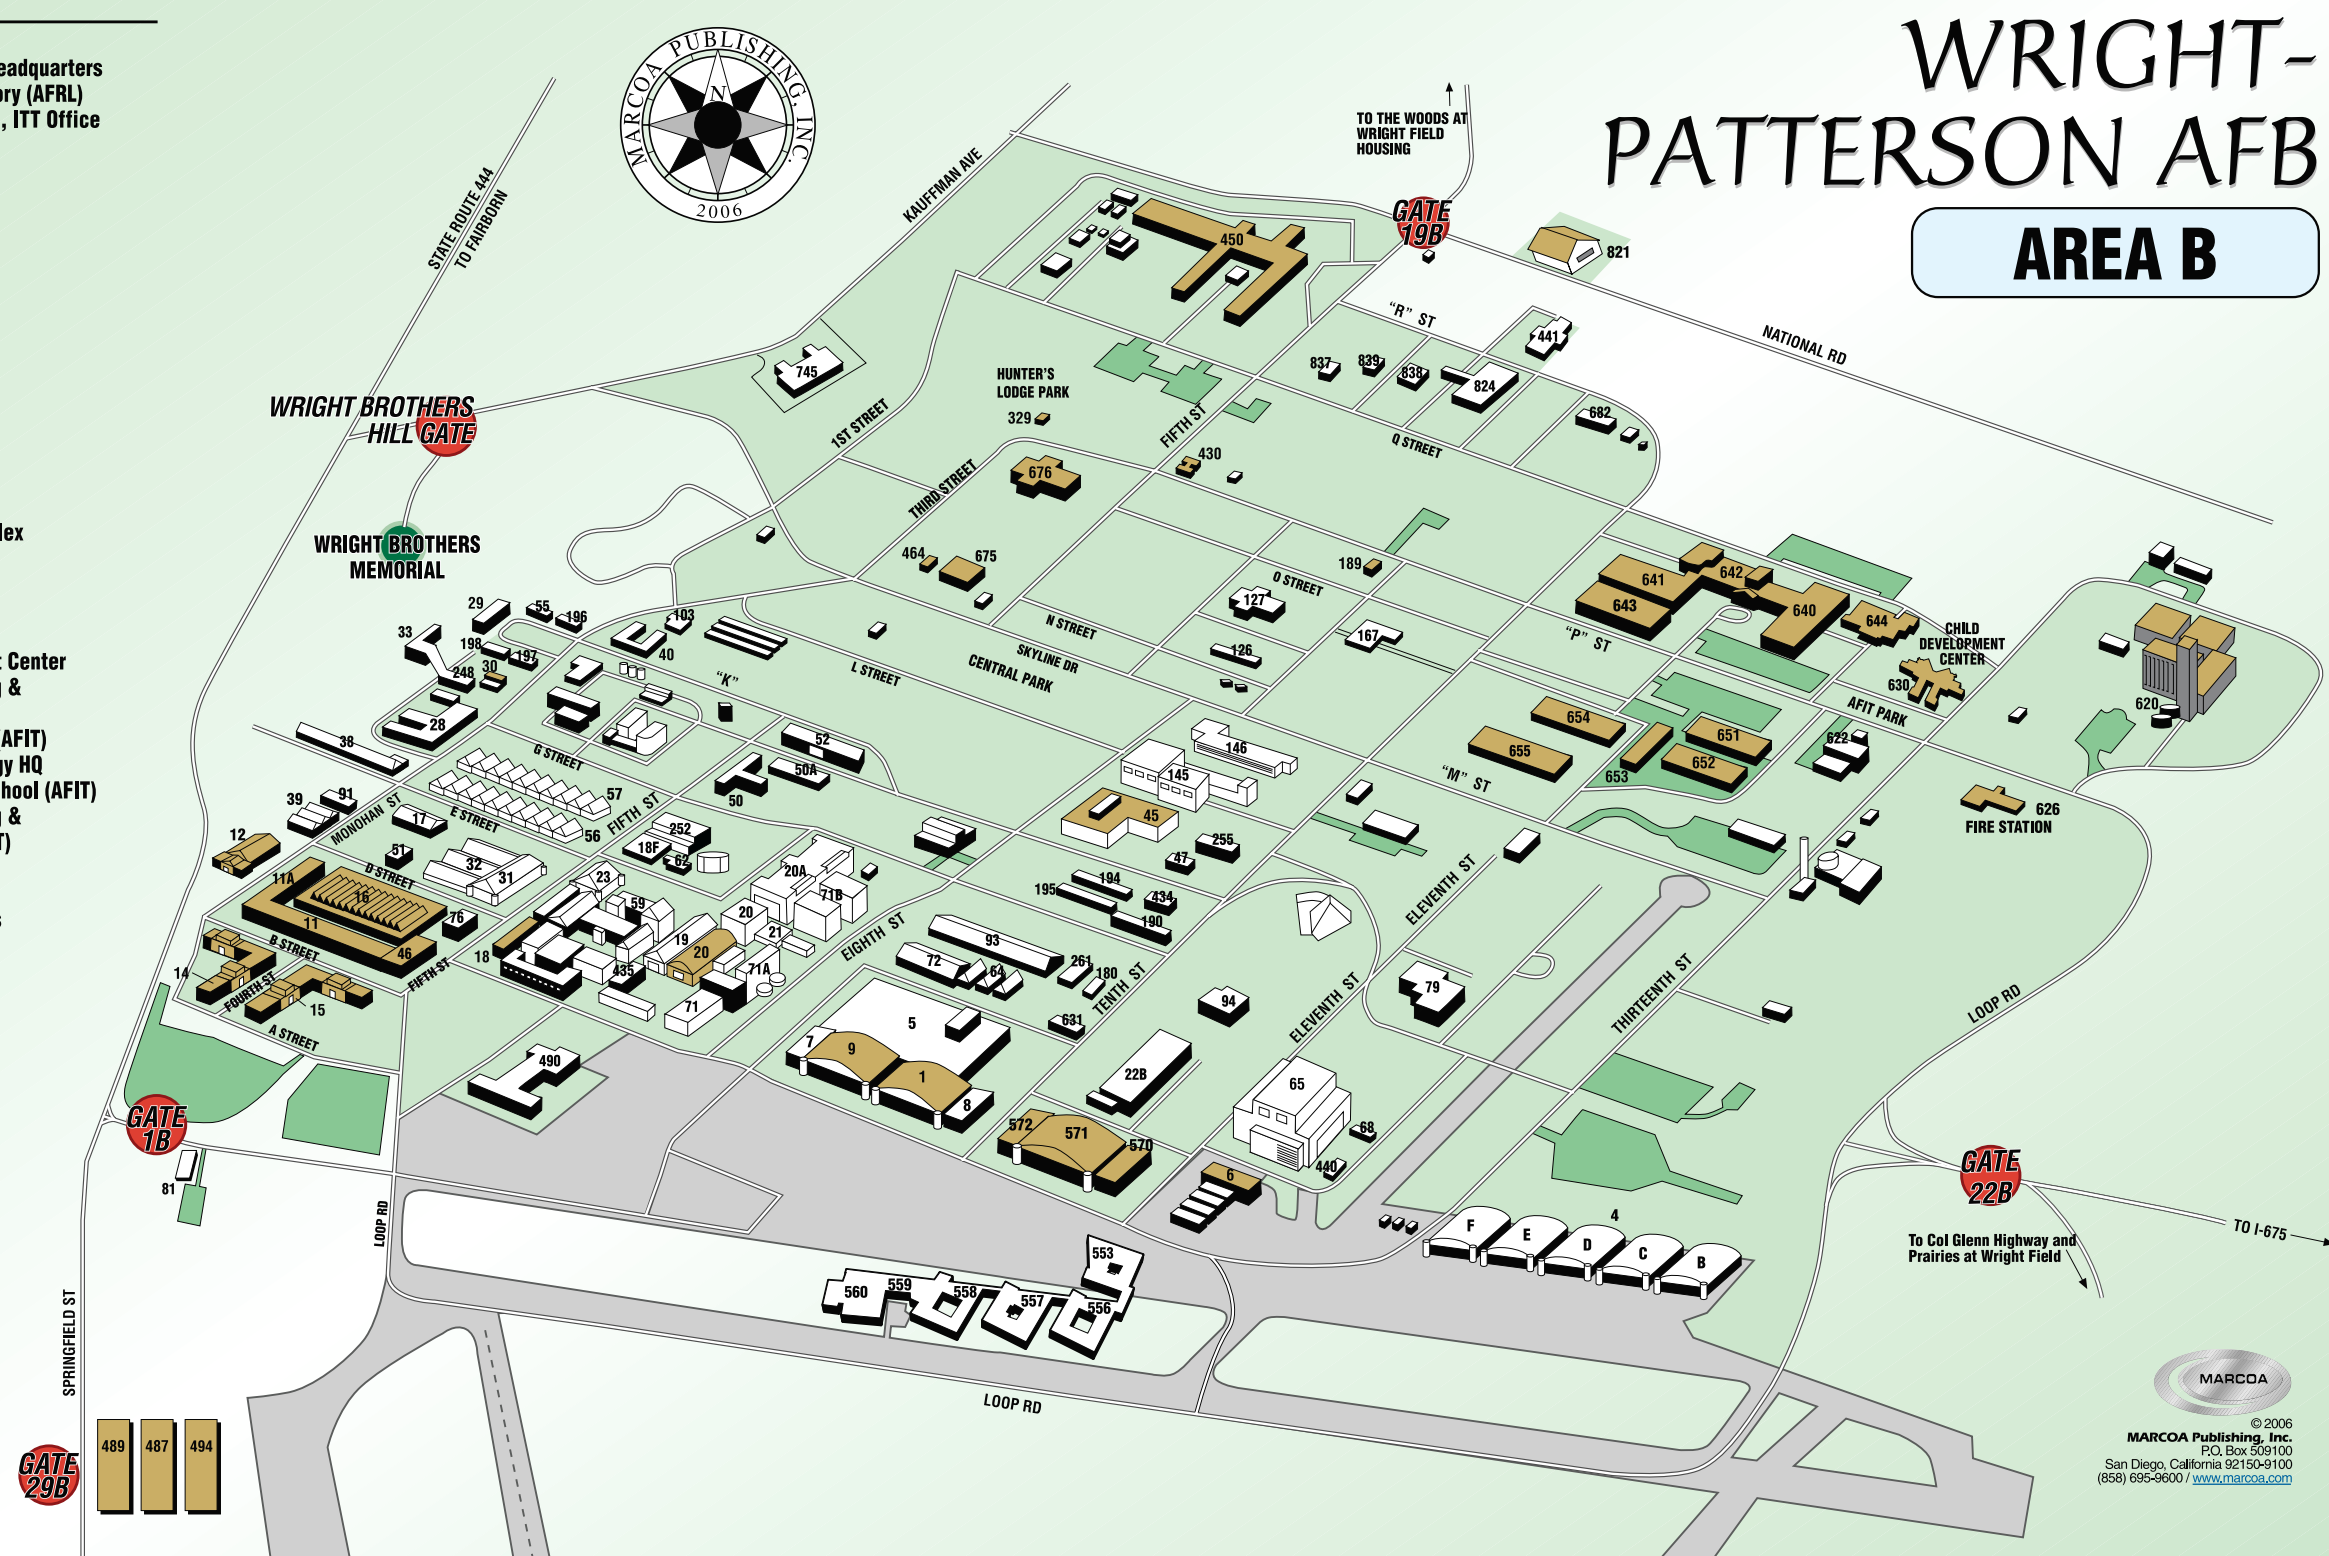 WRIGHT-
PATTERSON AFB
AREA B
MARCOA PUBLISHING, INC.
N
2006
eadquarters
ory (AFRL)
, ITT Office
lex
t Center
g &
(AFIT)
gy HQ
chool (AFIT)
g &
T)
s
STATE ROUTE 444
TO FAIRBORN
KAUFFMAN AVE
TO THE WOODS AT
WRIGHT FIELD
HOUSING
GATE
19B
450
821
NATIONAL RD
"R" ST
441
745
837
839
838
824
682
HUNTER'S
LODGE PARK
329
WRIGHT BROTHERS
HILL GATE
1ST STREET
FIFTH ST
Q STREET
430
676
THIRD STREET
WRIGHT BROTHERS
MEMORIAL
464
675
189
O STREET
641
642
643
640
644
CHILD
DEVELOPMENT
CENTER
630
620
127
126
167
"P" ST
N STREET
SKYLINE DR
CENTRAL PARK
L STREET
"K"
29
55
196
103
33
198
197
40
248
30
28
38
G STREET
52
50A
50
146
145
45
654
655
653
651
652
622
AFIT PARK
"M" ST
626
FIRE STATION
39
91
MONOHAN ST
17
E STREET
57
56
FIFTH ST
252
18F
62
12
51
D STREET
32
31
23
20A
71B
255
47
11A
16
11
46
76
59
20
19
20
21
195
194
434
190
ELEVENTH ST
B STREET
14
FOURTH ST
15
FIFTH ST
A STREET
18
435
71A
71
EIGHTH ST
93
72
64
261
180
TENTH ST
631
94
79
ELEVENTH ST
THIRTEENTH ST
LOOP RD
490
5
7
9
1
8
22B
65
68
440
GATE
1B
81
572
571
570
6
GATE
22B
TO I-675
To Col Glenn Highway and
Prairies at Wright Field
4
F
E
D
C
B
LOOP RD
553
560
559
558
557
556
LOOP RD
SPRINGFIELD ST
GATE
29B
489
487
494
MARCOA
© 2006
MARCOA Publishing, Inc.
P.O. Box 509100
San Diego, California 92150-9100
(858) 695-9600 / www.marcoa.com